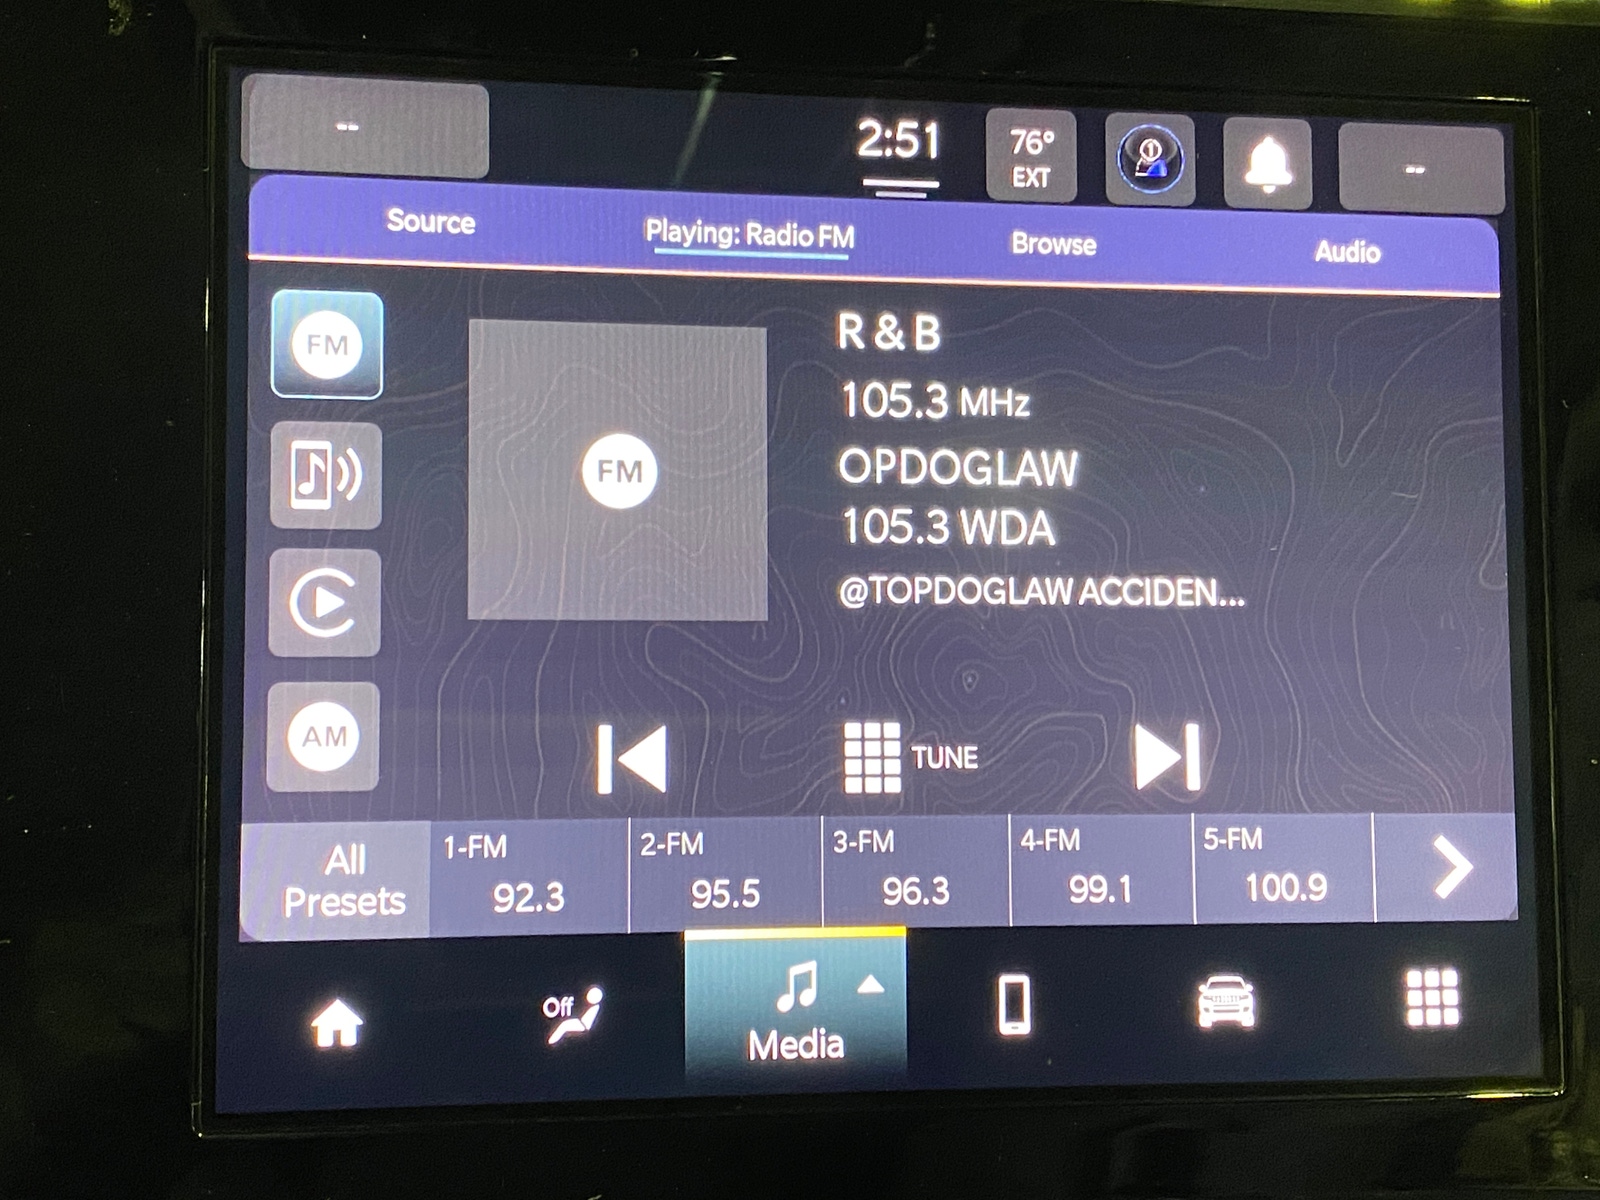 --
2:51
76°
EXT
1
--
Source
Playing: Radio FM
Browse
Audio
FM
FM
R & B
105.3 MHz
OPDOGLAW
105.3 WDA
@TOPDOGLAW ACCIDEN...
AM
TUNE
All
Presets
1-FM
92.3
2-FM
95.5
3-FM
96.3
4-FM
99.1
5-FM
100.9
Off
Media